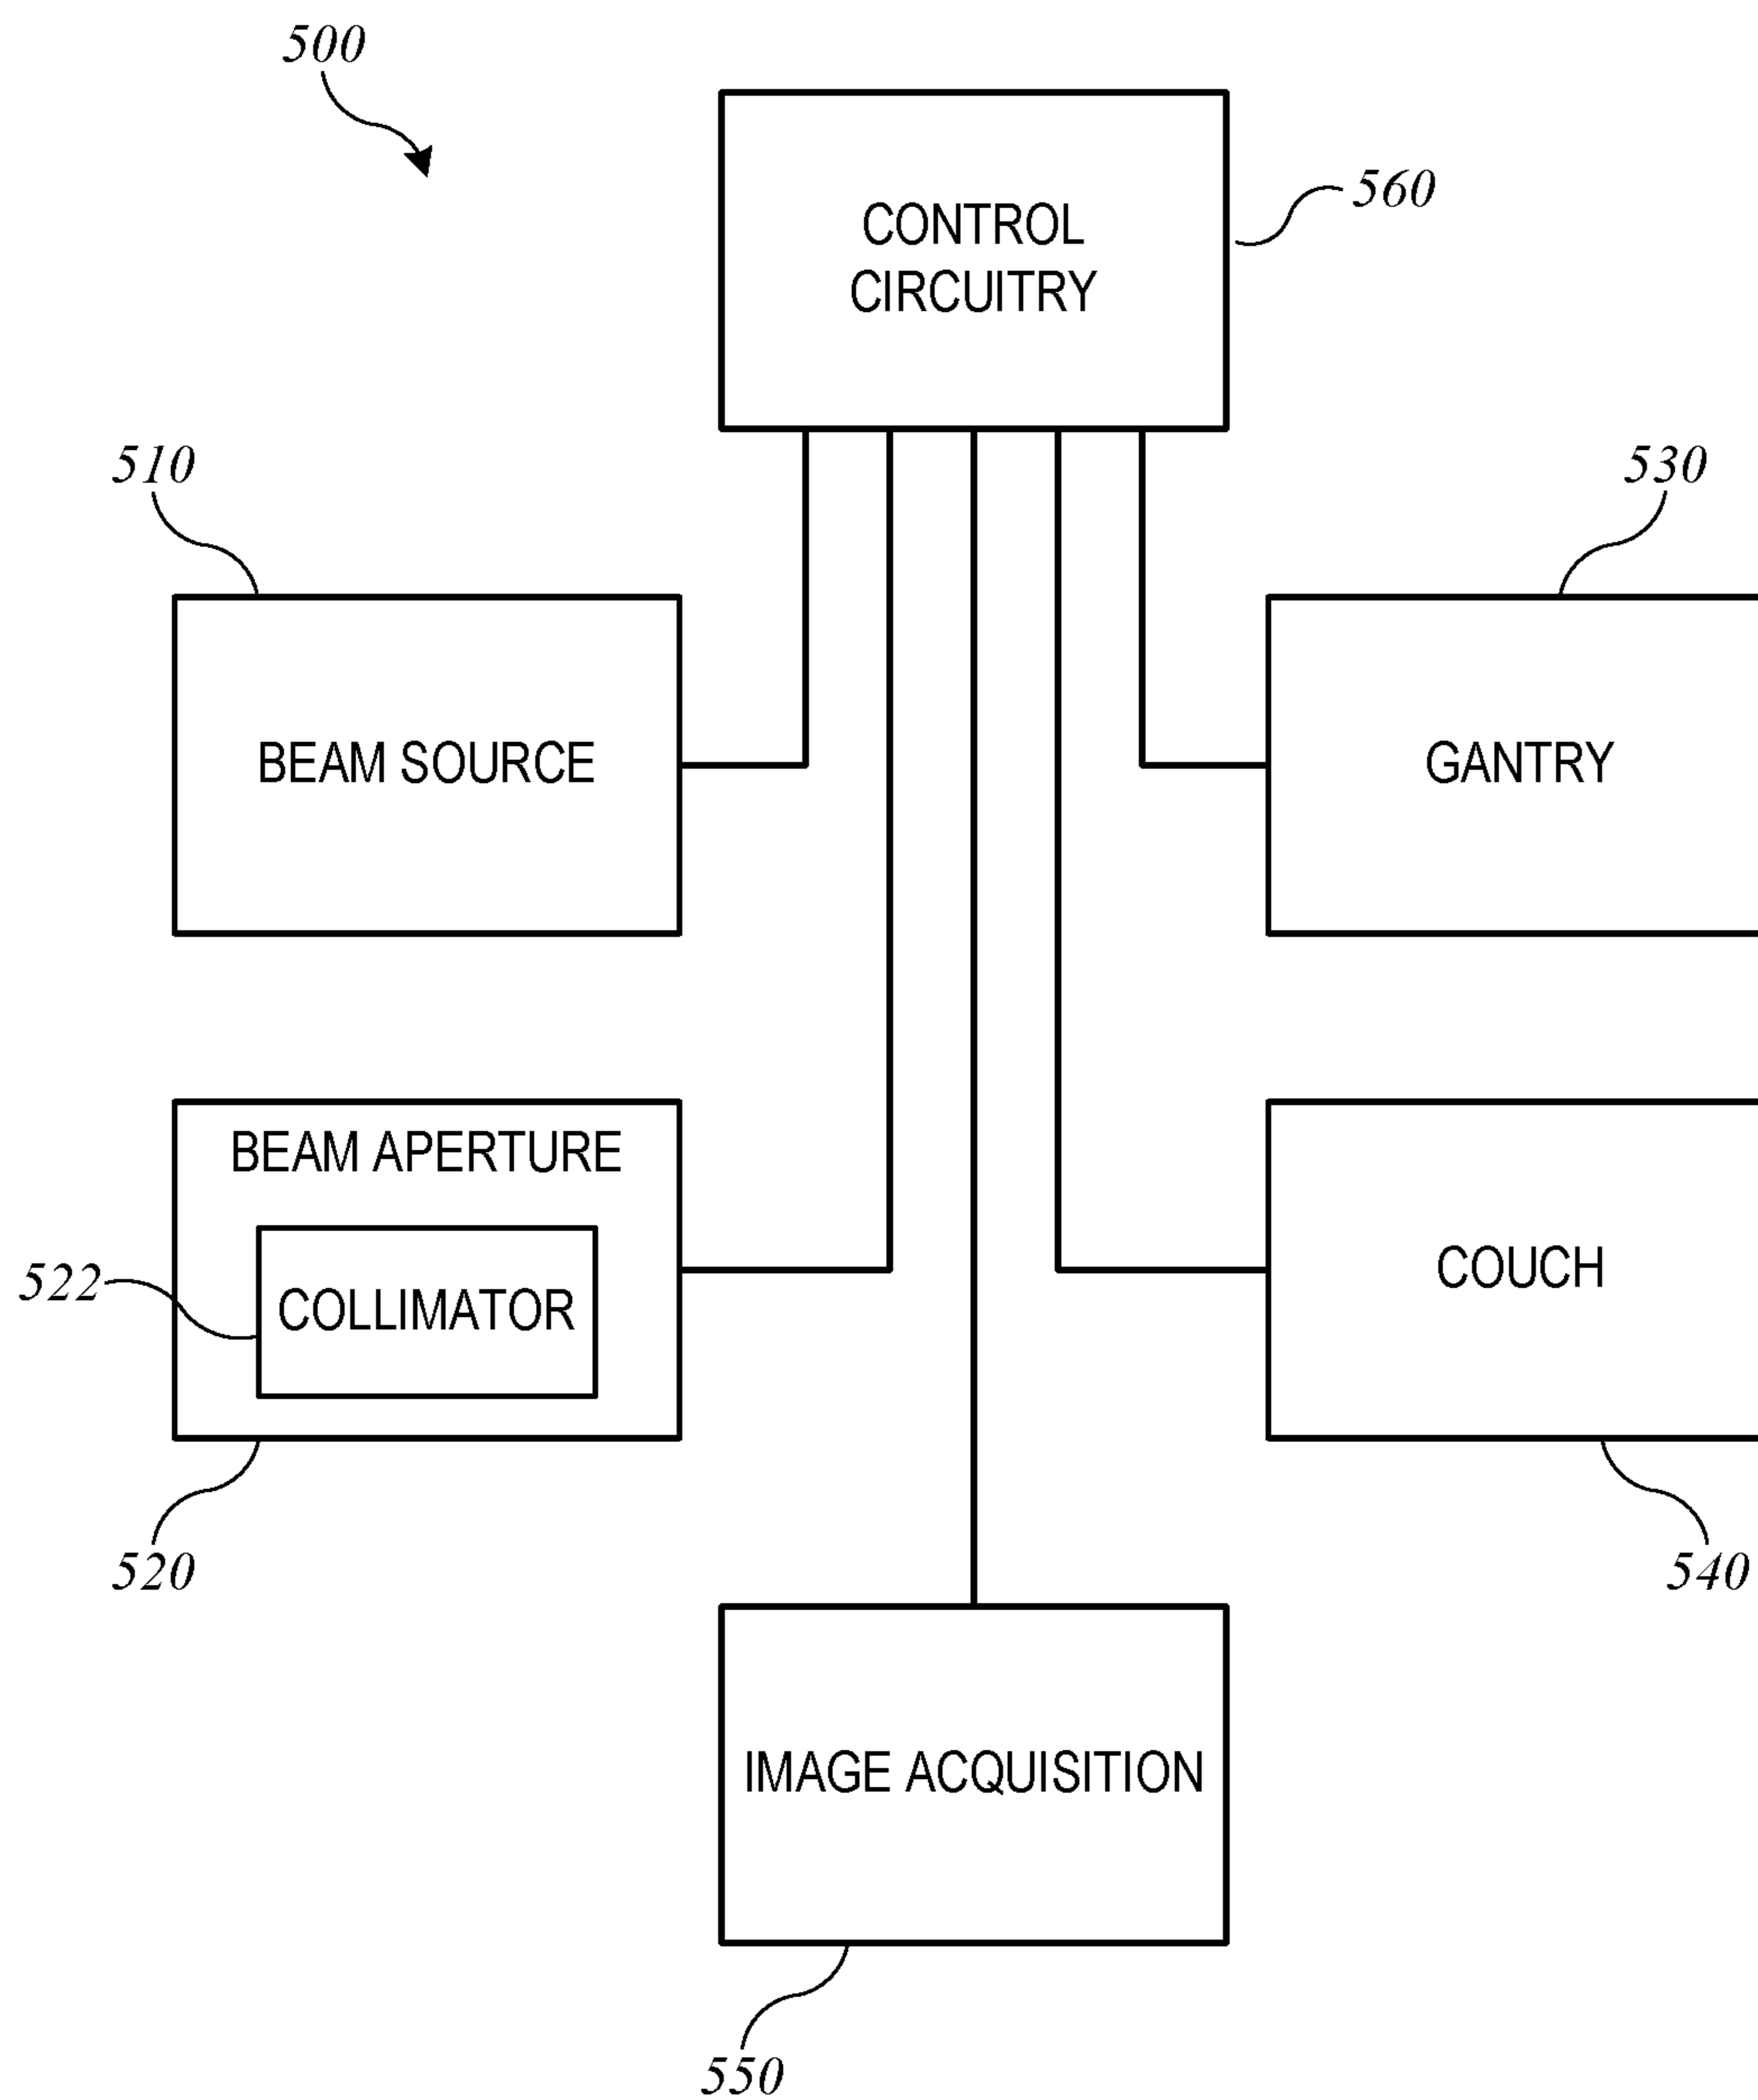 500
CONTROL
CIRCUITRY
560
510
530
BEAM SOURCE
GANTRY
BEAM APERTURE
522
COLLIMATOR
COUCH
520
540
IMAGE ACQUISITION
550